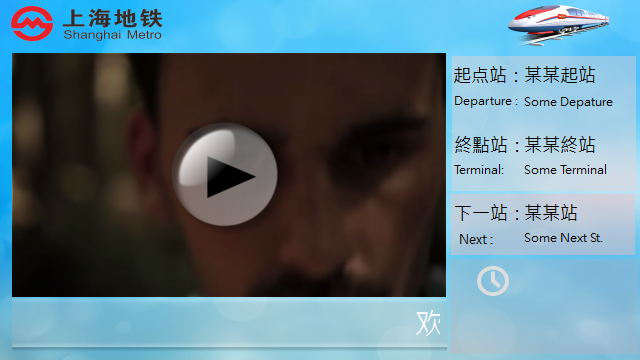 上海地铁
Shanghai Metro
起点站：某某起站
Departure : Some Depature
終點站：某某終站
Terminal: Some Terminal
下一站：某某站
Next : Some Next St.
欢